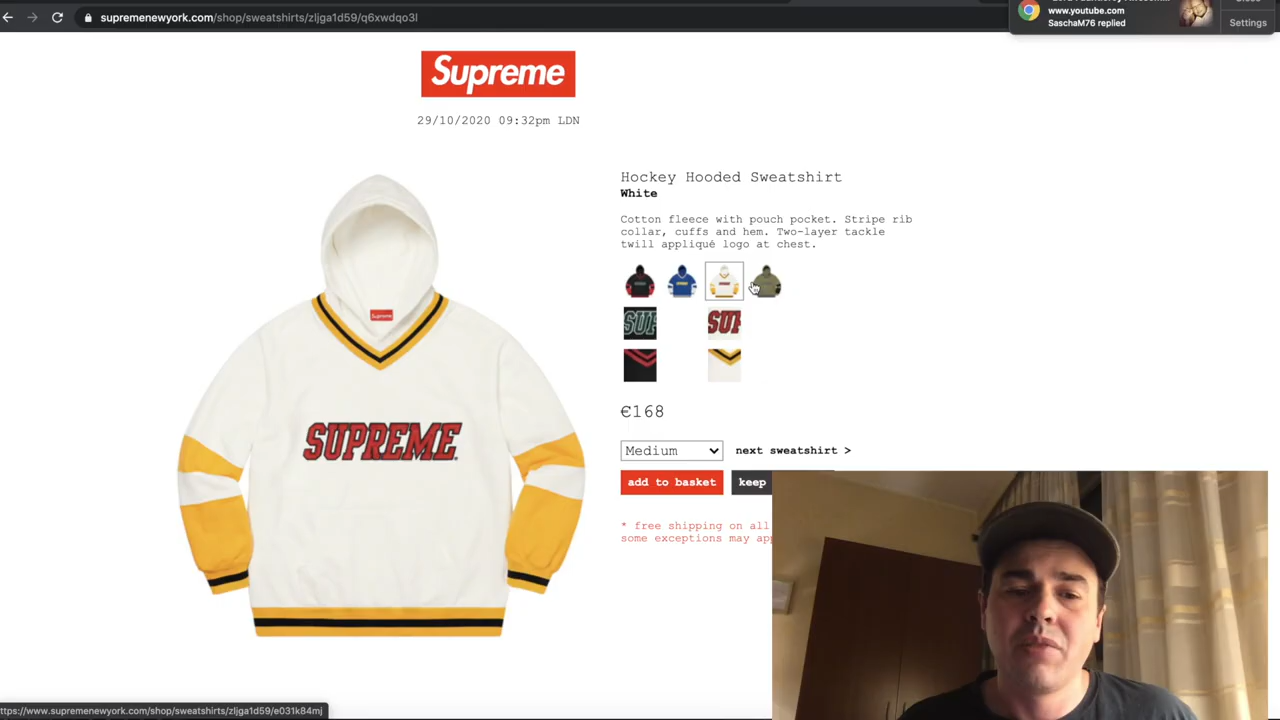 supremenewyork.com/shop/sweatshirts/zljga1d59/q6xwdqo3l
www.youtube.com
SaschaM76 replied
Settings
Supreme
29/10/2020 09:32pm LDN
Hockey Hooded Sweatshirt
White
Cotton fleece with pouch pocket. Stripe rib
collar, cuffs and hem. Two-layer tackle
twill appliqué logo at chest.
Supreme
SUPREME
SUP
SUP
€168
Medium
next sweatshirt >
add to basket
keep
* free shipping on all
some exceptions may
ttps://www.supremenewyork.com/shop/sweatshirts/zljga1d59/e031k84mj